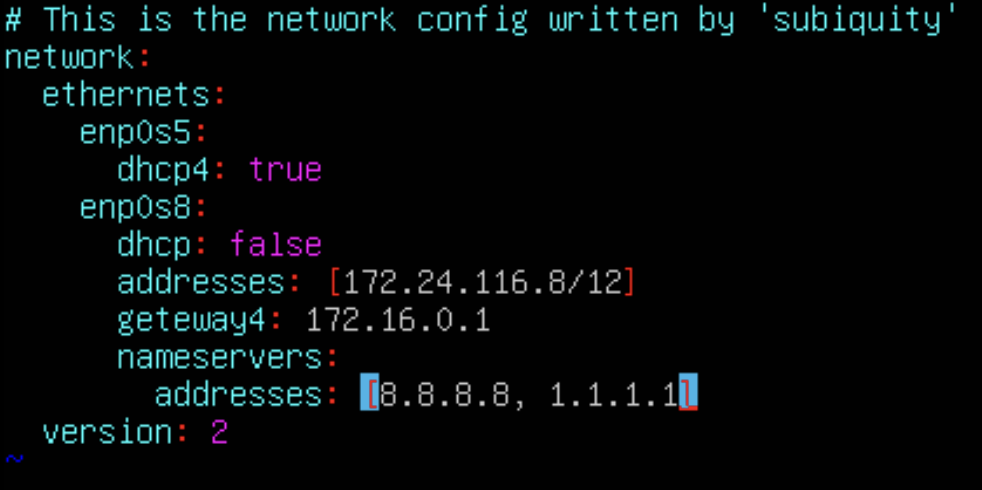 # This is the network config written by 'subiquity'
network:
  ethernets:
    enp0s5:
      dhcp4: true
    enp0s8:
      dhcp: false
      addresses: [172.24.116.8/12]
      geteway4: 172.16.0.1
      nameservers:
        addresses: [8.8.8.8, 1.1.1.1]
  version: 2
~